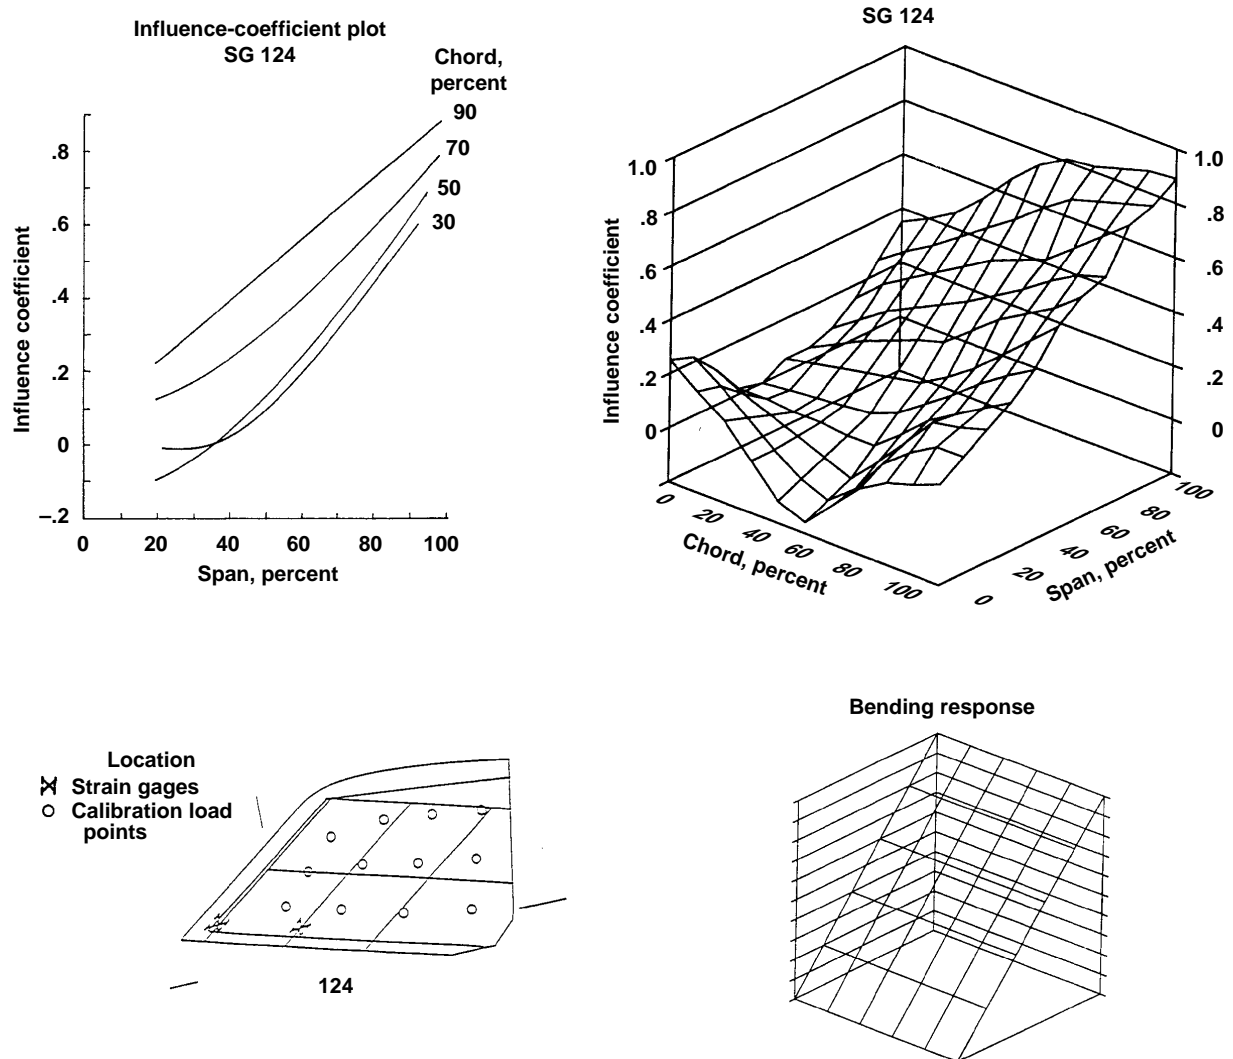 Influence-coefficient plot
SG 124
Chord,
percent
90
70
50
30
.8
.6
.4
.2
0
–.2
Influence coefficient
0 20 40 60 80 100
Span, percent
SG 124
1.0
.8
.6
.4
.2
0
Influence coefficient
1.0
.8
.6
.4
.2
0
0 20 40 60 80 100
Chord, percent
0 20 40 60 80 100
Span, percent
Location
Strain gages
Calibration load
points
124
Bending response